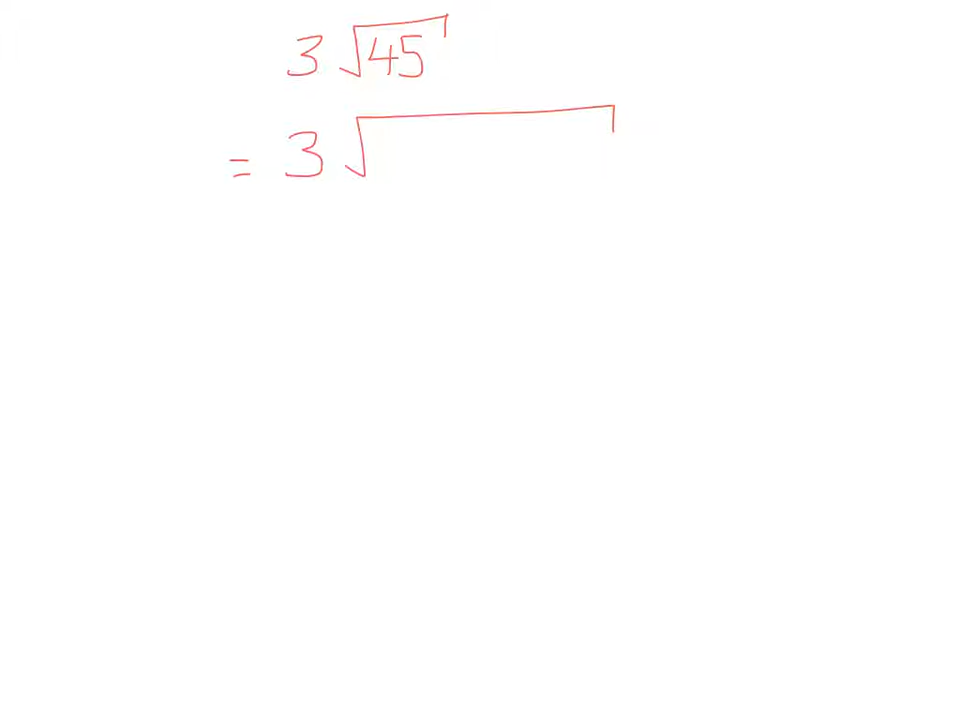 3 √45
= 3 √